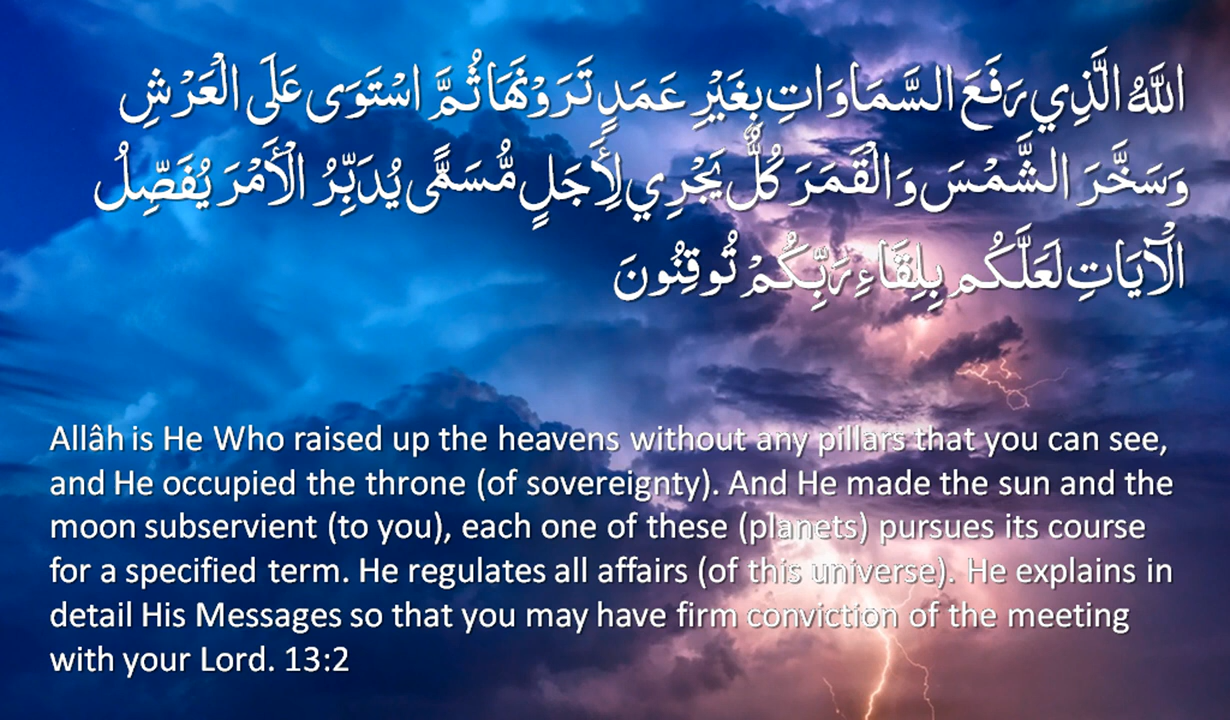 اللَّهُ الَّذِي رَفَعَ السَّمَاوَاتِ بِغَيْرِ عَمَدٍ تَرَوْنَهَا ثُمَّ اسْتَوَى عَلَى الْعَرْشِ
وَسَخَّرَ الشَّمْسَ وَالْقَمَرَ كُلٌّ يَجْرِي لِأَجَلٍ مُّسَمًّى يُدَبِّرُ الْأَمْرَ يُفَصِّلُ
الْآيَاتِ لَعَلَّكُم بِلِقَاءِ رَبِّكُمْ تُوقِنُونَ
Allâh is He Who raised up the heavens without any pillars that you can see,
and He occupied the throne (of sovereignty). And He made the sun and the
moon subservient (to you), each one of these (planets) pursues its course
for a specified term. He regulates all affairs (of this universe). He explains in
detail His Messages so that you may have firm conviction of the meeting
with your Lord. 13:2